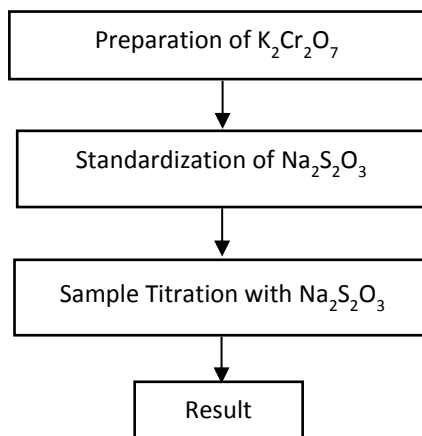 Preparation of K₂Cr₂O₇
Standardization of Na₂S₂O₃
Sample Titration with Na₂S₂O₃
Result